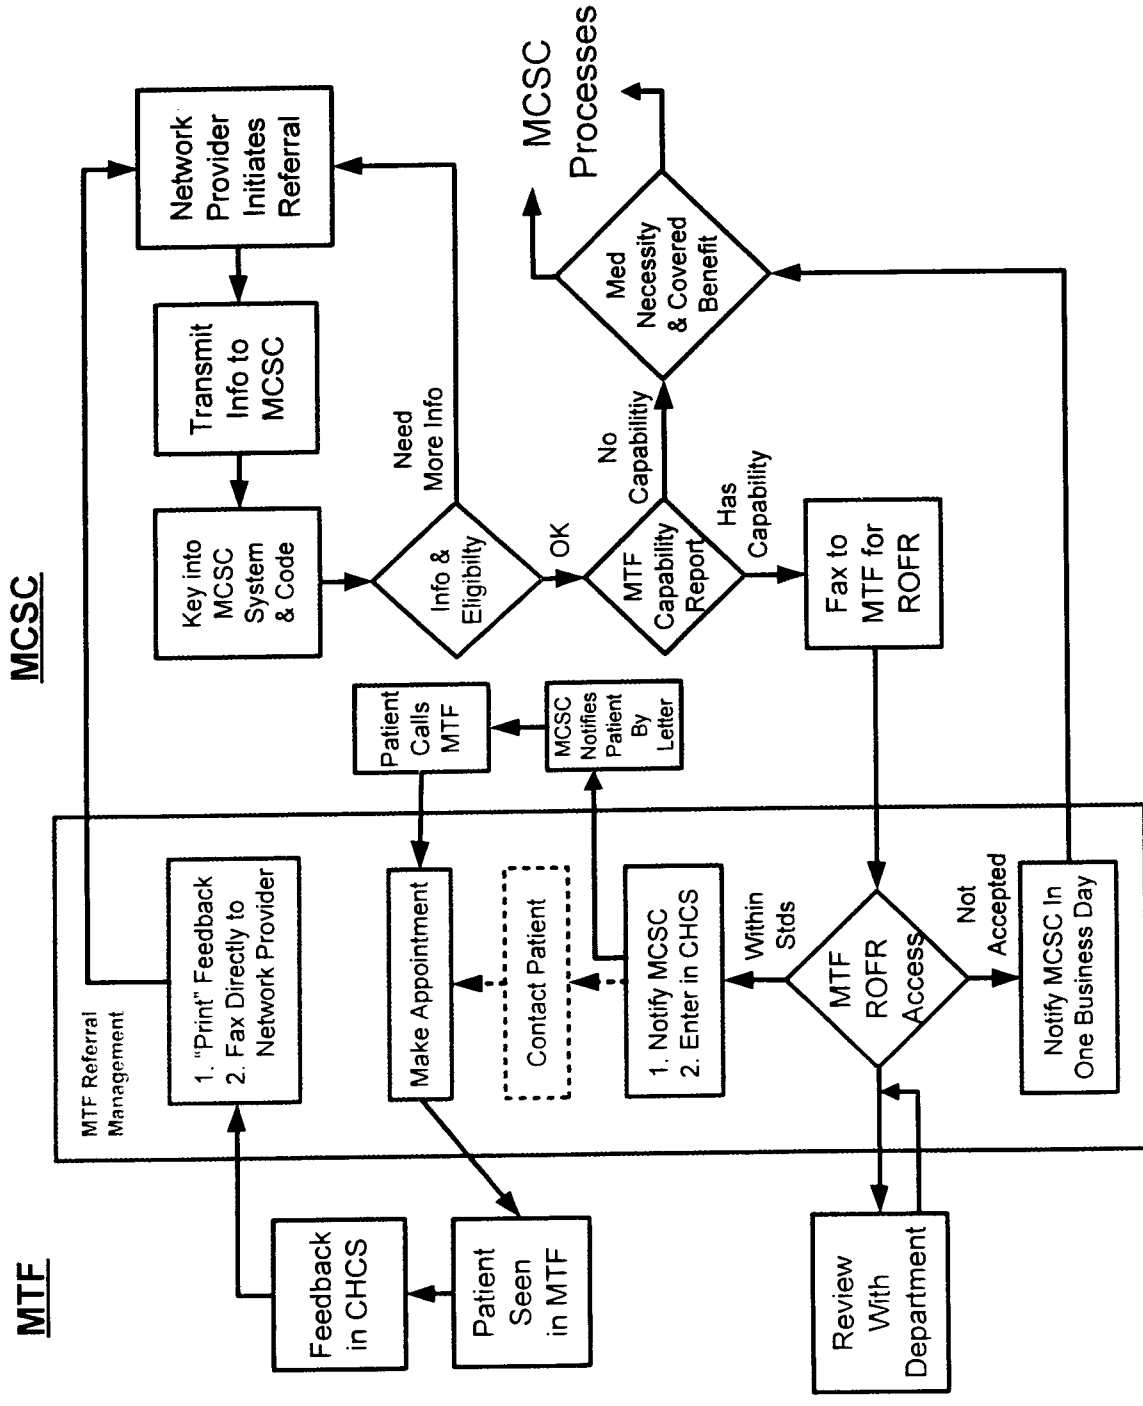 MTF
MCSC
MTF Referral
Management
Network
Provider
Initiates
Referral
Transmit
Info to
MCSC
Key into
MCSC
System
& Code
Need
More Info
Info &
Eligibilty
OK
MTF
Capability
Report
No
Capabilitiy
Has
Capability
Med
Necessity
& Covered
Benefit
MCSC
Processes
Fax to
MTF for
ROFR
MTF
ROFR
Access
Review
With
Department
Not
Accepted
Notify MCSC In
One Business Day
Within
Stds
1. Notify MCSC
2. Enter in CHCS
MCSC
Notifies
Patient
By
Letter
Patient
Calls
MTF
Contact Patient
Make Appointment
Patient
Seen
in MTF
Feedback
in CHCS
1. "Print" Feedback
2. Fax Directly to
Network Provider